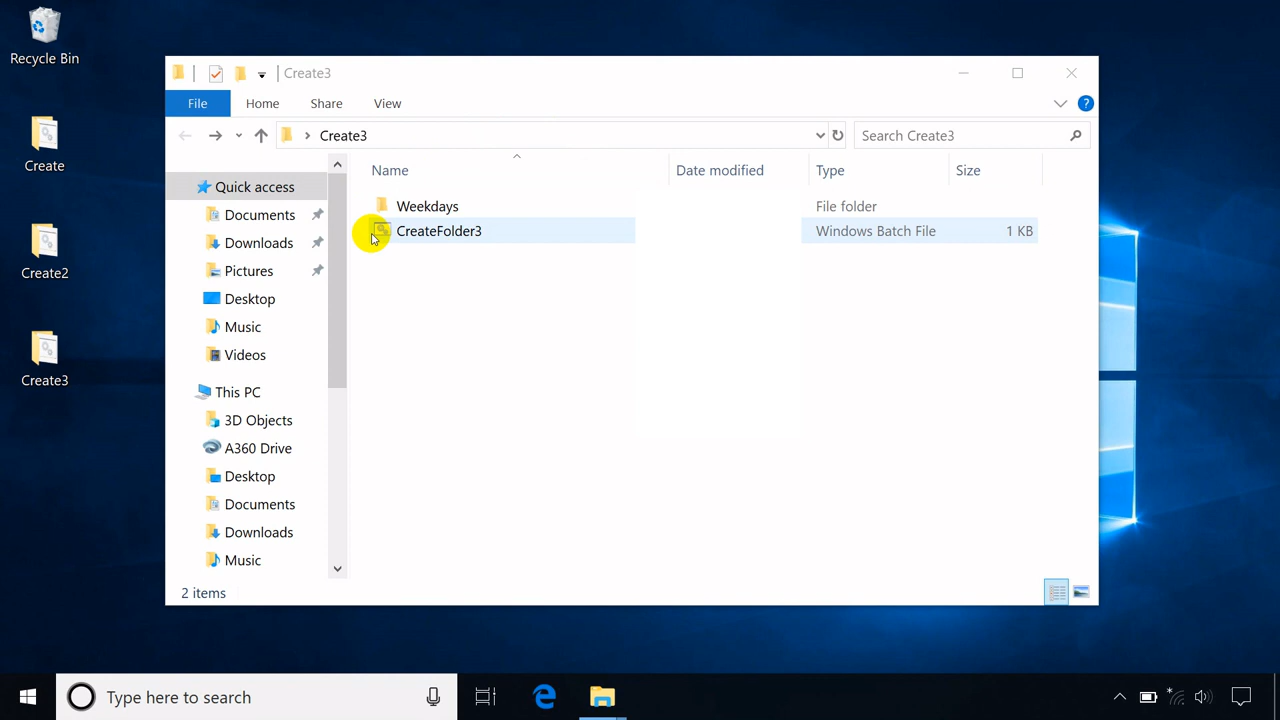 Recycle Bin
Create
Create2
Create3
Create3
File Home Share View
Create3
Search Create3
Name Date modified Type Size
Weekdays File folder
CreateFolder3 Windows Batch File 1 KB
Quick access
Documents
Downloads
Pictures
Desktop
Music
Videos
This PC
3D Objects
A360 Drive
Desktop
Documents
Downloads
Music
2 items
Type here to search